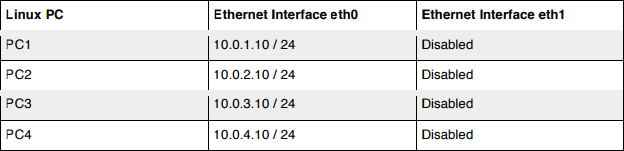 Linux PC Ethernet Interface eth0 Ethernet Interface eth1
PC1 10.0.1.10 / 24 Disabled
PC2 10.0.2.10 / 24 Disabled
PC3 10.0.3.10 / 24 Disabled
PC4 10.0.4.10 / 24 Disabled